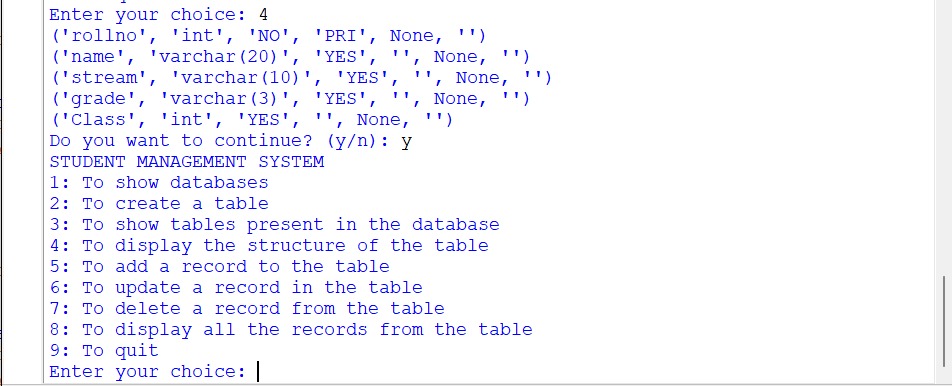 Enter your choice: 4
('rollno', 'int', 'NO', 'PRI', None, '')
('name', 'varchar(20)', 'YES', '', None, '')
('stream', 'varchar(10)', 'YES', '', None, '')
('grade', 'varchar(3)', 'YES', '', None, '')
('Class', 'int', 'YES', '', None, '')
Do you want to continue? (y/n): y
STUDENT MANAGEMENT SYSTEM
1: To show databases
2: To create a table
3: To show tables present in the database
4: To display the structure of the table
5: To add a record to the table
6: To update a record in the table
7: To delete a record from the table
8: To display all the records from the table
9: To quit
Enter your choice: